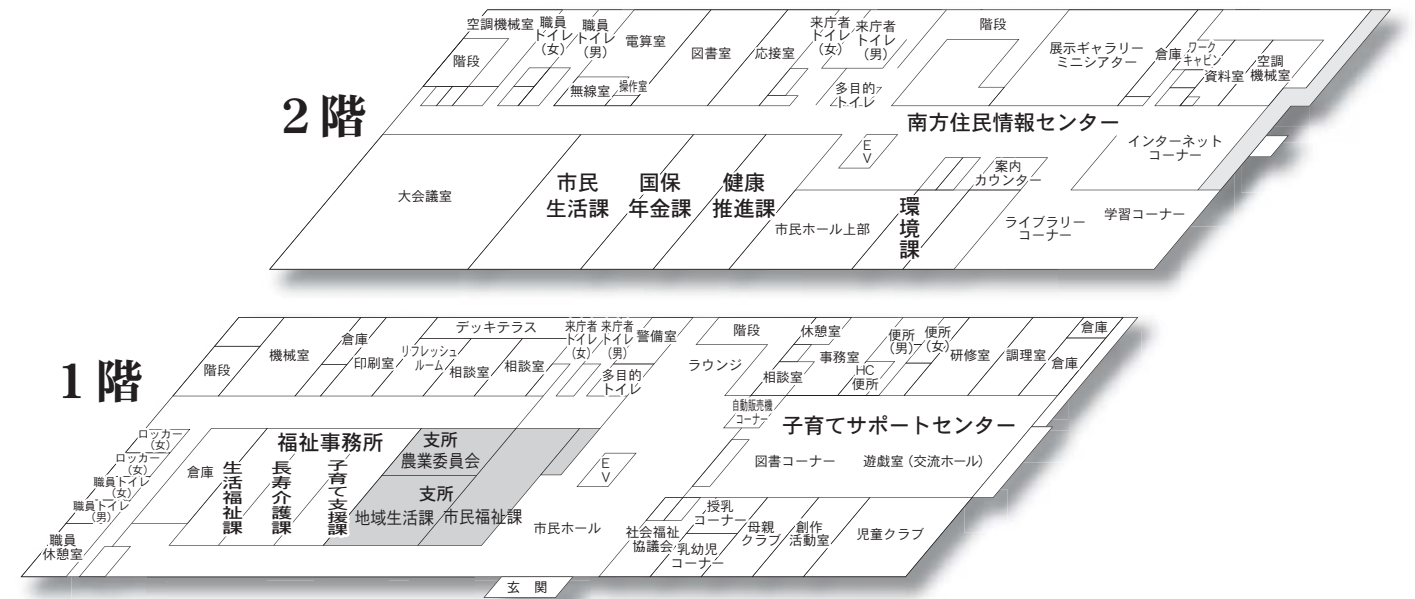 2階
空調機械室
階段
職員
トイレ
(女)
職員
トイレ
(男)
電算室
無線室
操作室
図書室
応接室
来庁者
トイレ
(女)
来庁者
トイレ
(男)
多目的
トイレ
階段
展示ギャラリー
ミニシアター
倉庫
ワーク
キャビン
資料室
空調
機械室
南方住民情報センター
インターネット
コーナー
EV
案内
カウンター
大会議室
市民
生活課
国保
年金課
健康
推進課
市民ホール上部
環境課
ライブラリー
コーナー
学習コーナー
1階
階段
機械室
倉庫
印刷室
リフレッシュ
ルーム
デッキテラス
相談室
相談室
来庁者
トイレ
(女)
来庁者
トイレ
(男)
多目的
トイレ
警備室
階段
ラウンジ
休憩室
相談室
事務室
便所
(男)
便所
(女)
HC
便所
研修室
調理室
倉庫
倉庫
自動販売機
コーナー
子育てサポートセンター
図書コーナー
遊戯室(交流ホール)
ロッカー
(女)
ロッカー
(女)
職員トイレ
(女)
職員トイレ
(男)
職員
休憩室
倉庫
福祉事務所
生活福祉課
長寿介護課
子育て支援課
支所
農業委員会
支所
地域生活課
市民福祉課
EV
市民ホール
社会福祉
協議会
授乳
コーナー
乳幼児
コーナー
母親
クラブ
創作
活動室
児童クラブ
玄関